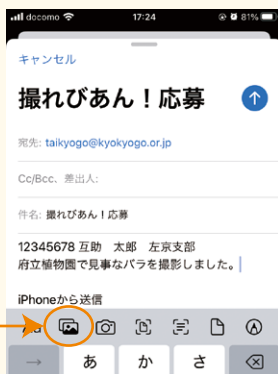 docomo 17:24 81%
キャンセル
撮れびあん！応募
宛先: taikyogo@kyokyogo.or.jp
Cc/Bcc、差出人:
件名: 撮れびあん！応募
12345678 互助　太郎　左京支部
府立植物園で見事なバラを撮影しました。
iPhoneから送信
Aa
→ あ か さ